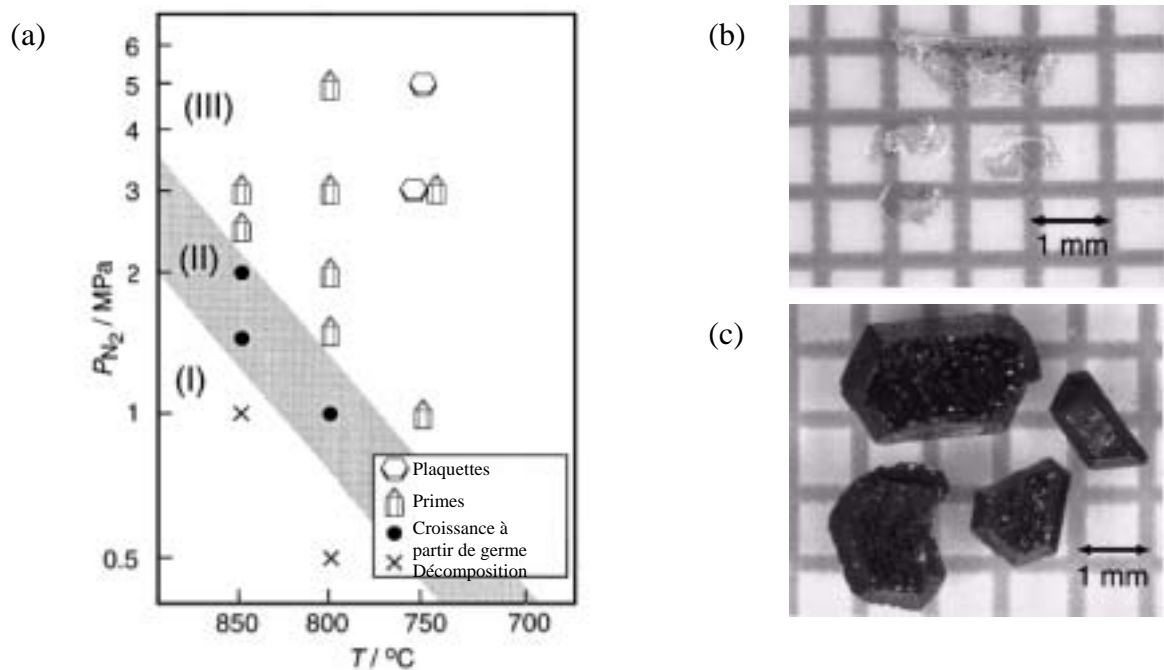 (a)
6
5
4
3
2
1
0.5
P_N₂ / MPa
(III)
(II)
(I)
Plaquettes
Primes
Croissance à
partir de germe
Décomposition
850 800 750 700
T / °C
(b)
1 mm
(c)
1 mm